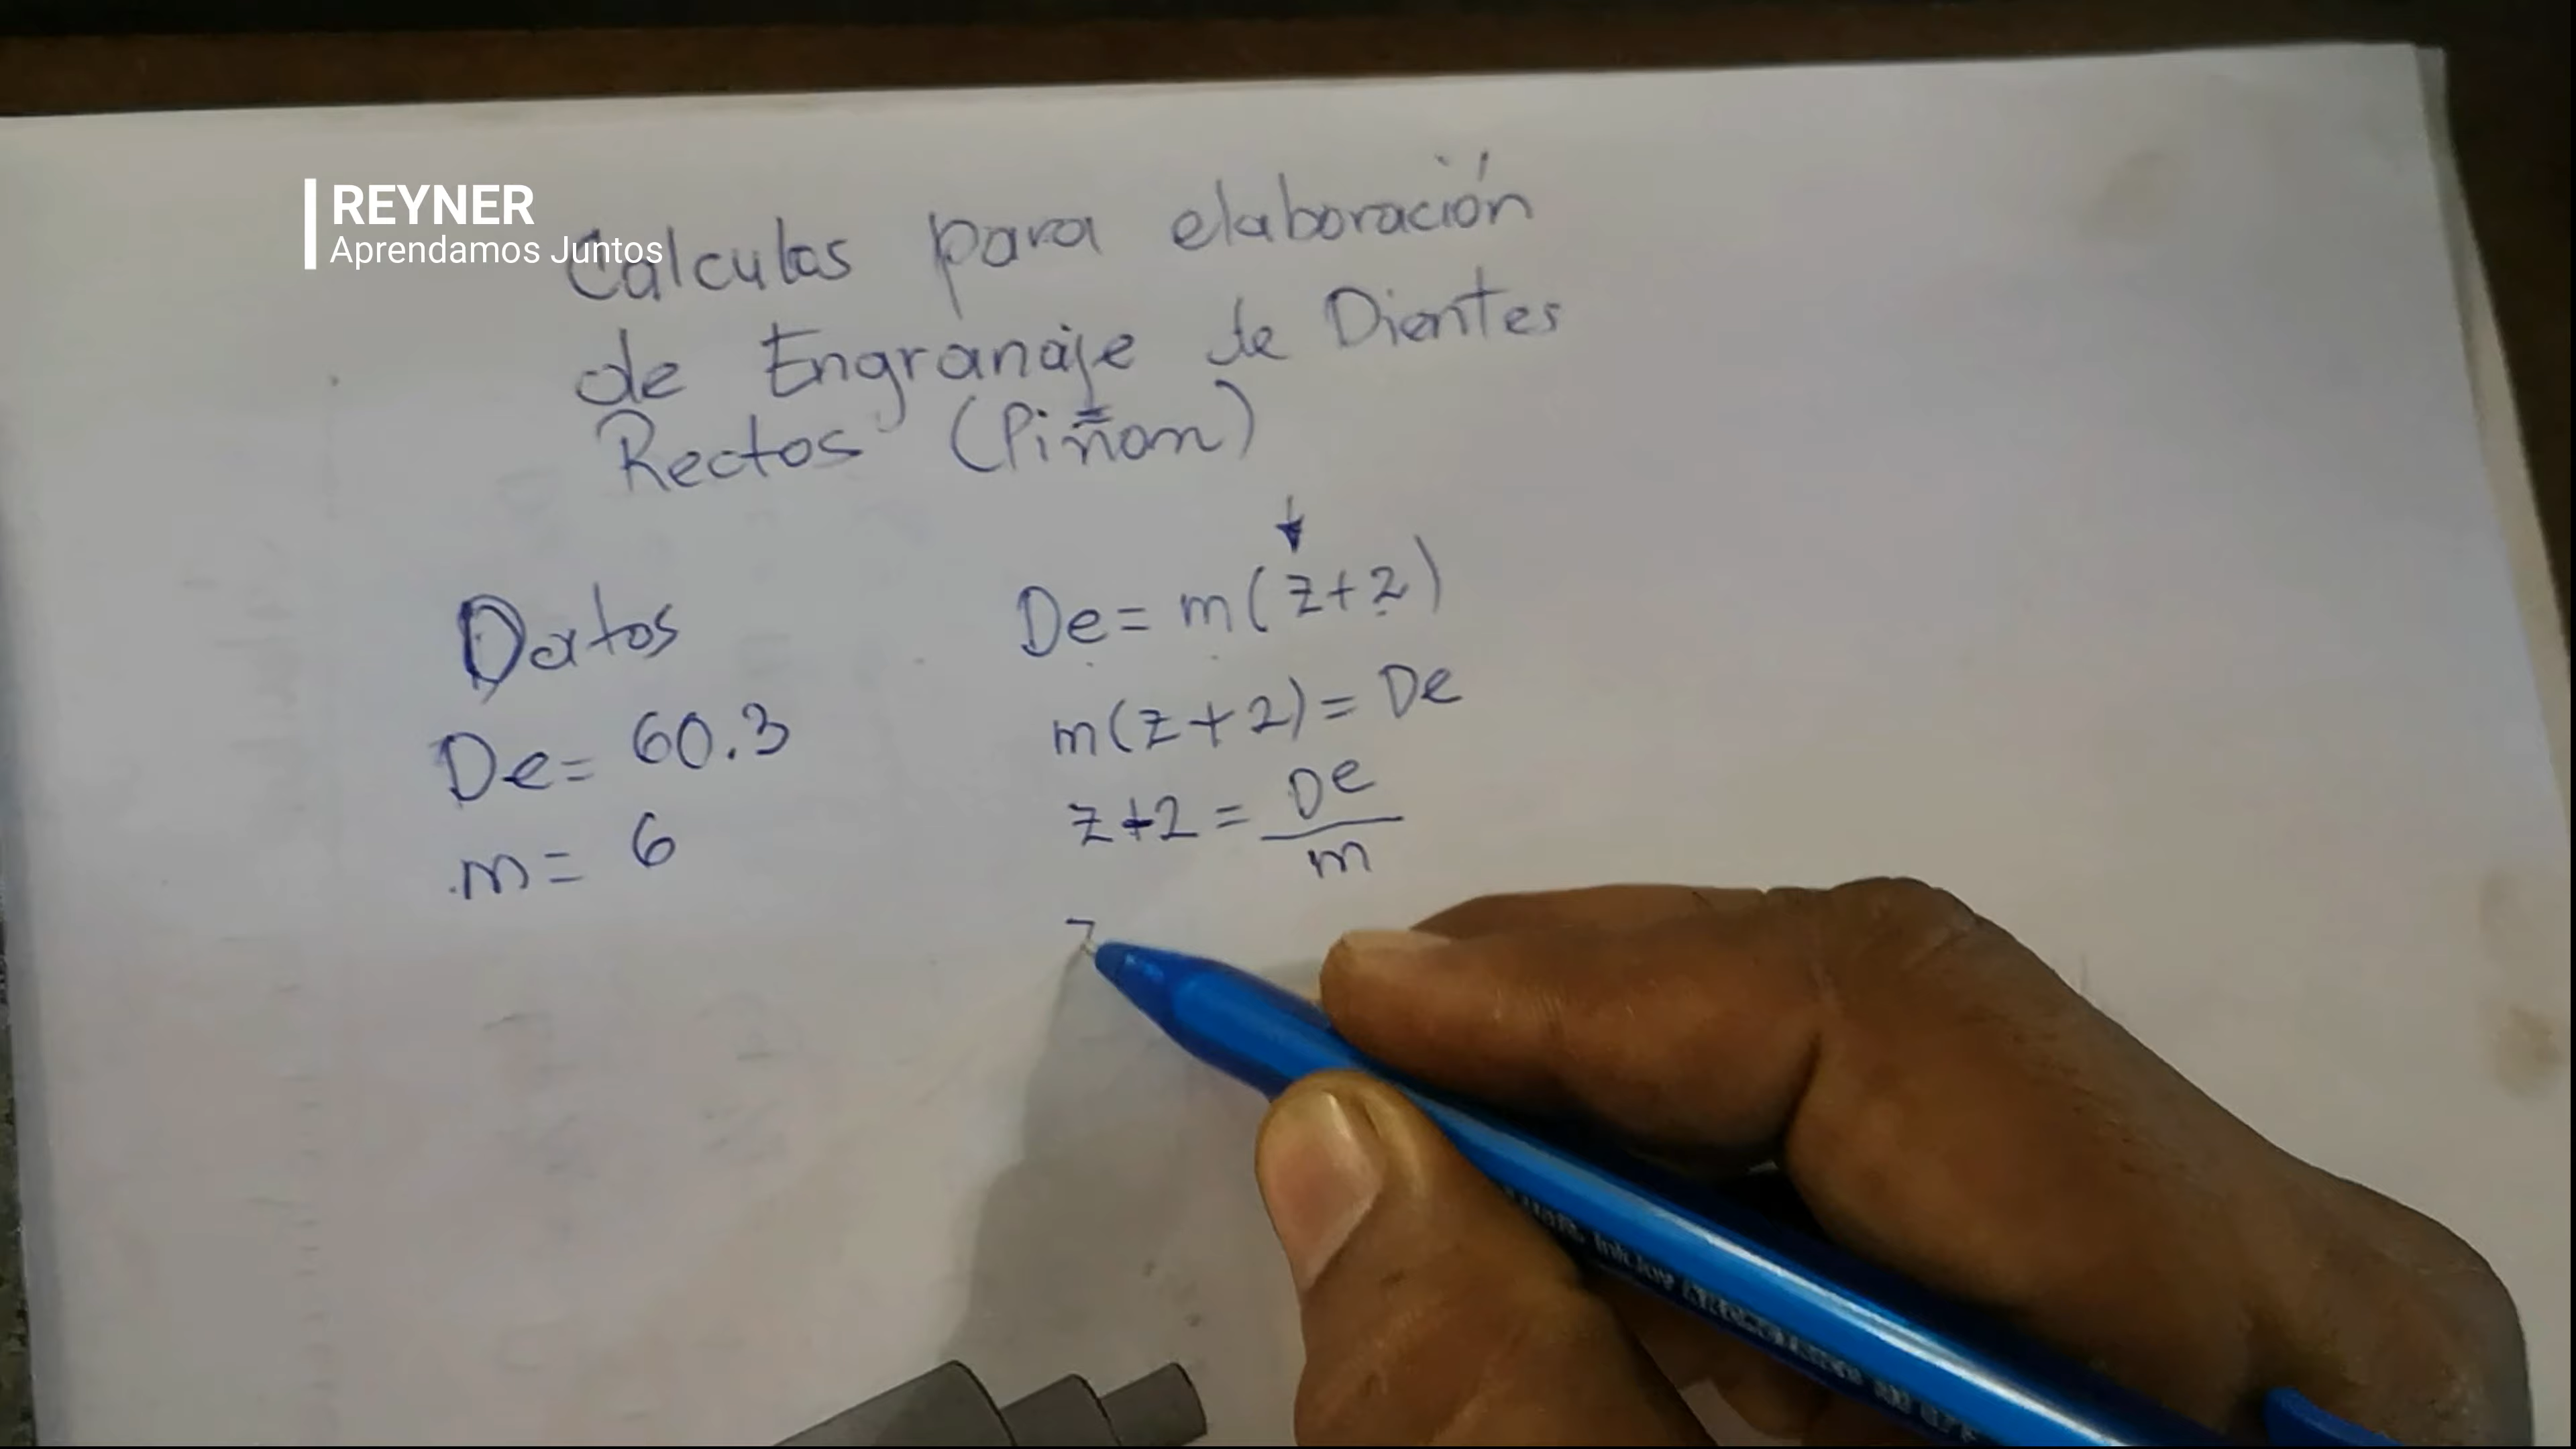 REYNER
Aprendamos Juntos
Calculos para elaboración
de Engranaje de Dientes
Rectos (Piñon)
Datos
De= 60.3
m= 6
De= m(z+2)
m(z+2)= De
z+2= De
m
z